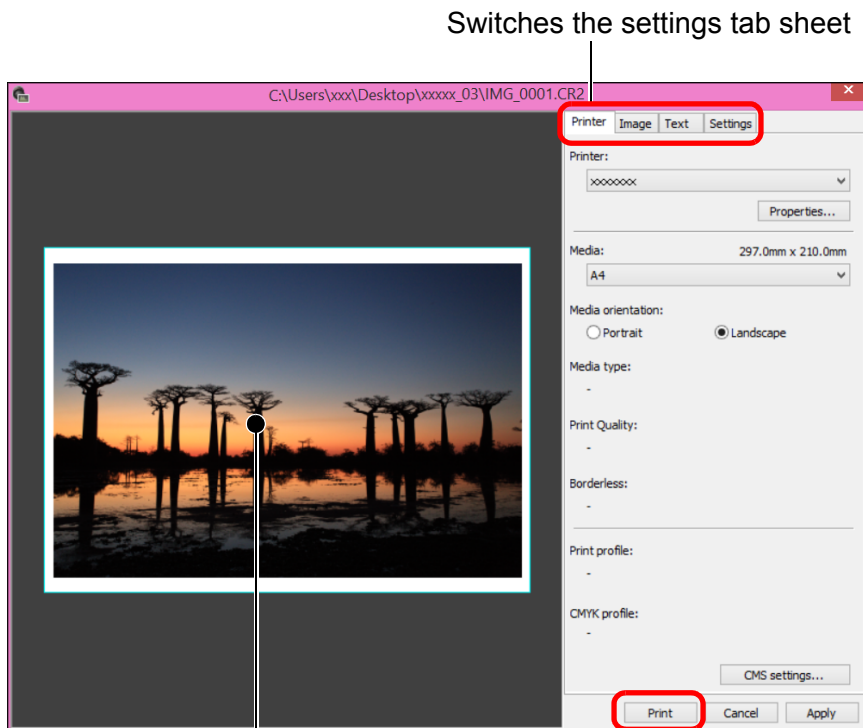 Switches the settings tab sheet
C:\Users\xxx\Desktop\xxxxx_03\IMG_0001.CR2
Printer Image Text Settings
Printer:
xxxxxxx
Properties...
Media: 297.0mm x 210.0mm
A4
Media orientation:
Portrait Landscape
Media type:
-
Print Quality:
-
Borderless:
-
Print profile:
-
CMYK profile:
-
CMS settings...
Print Cancel Apply